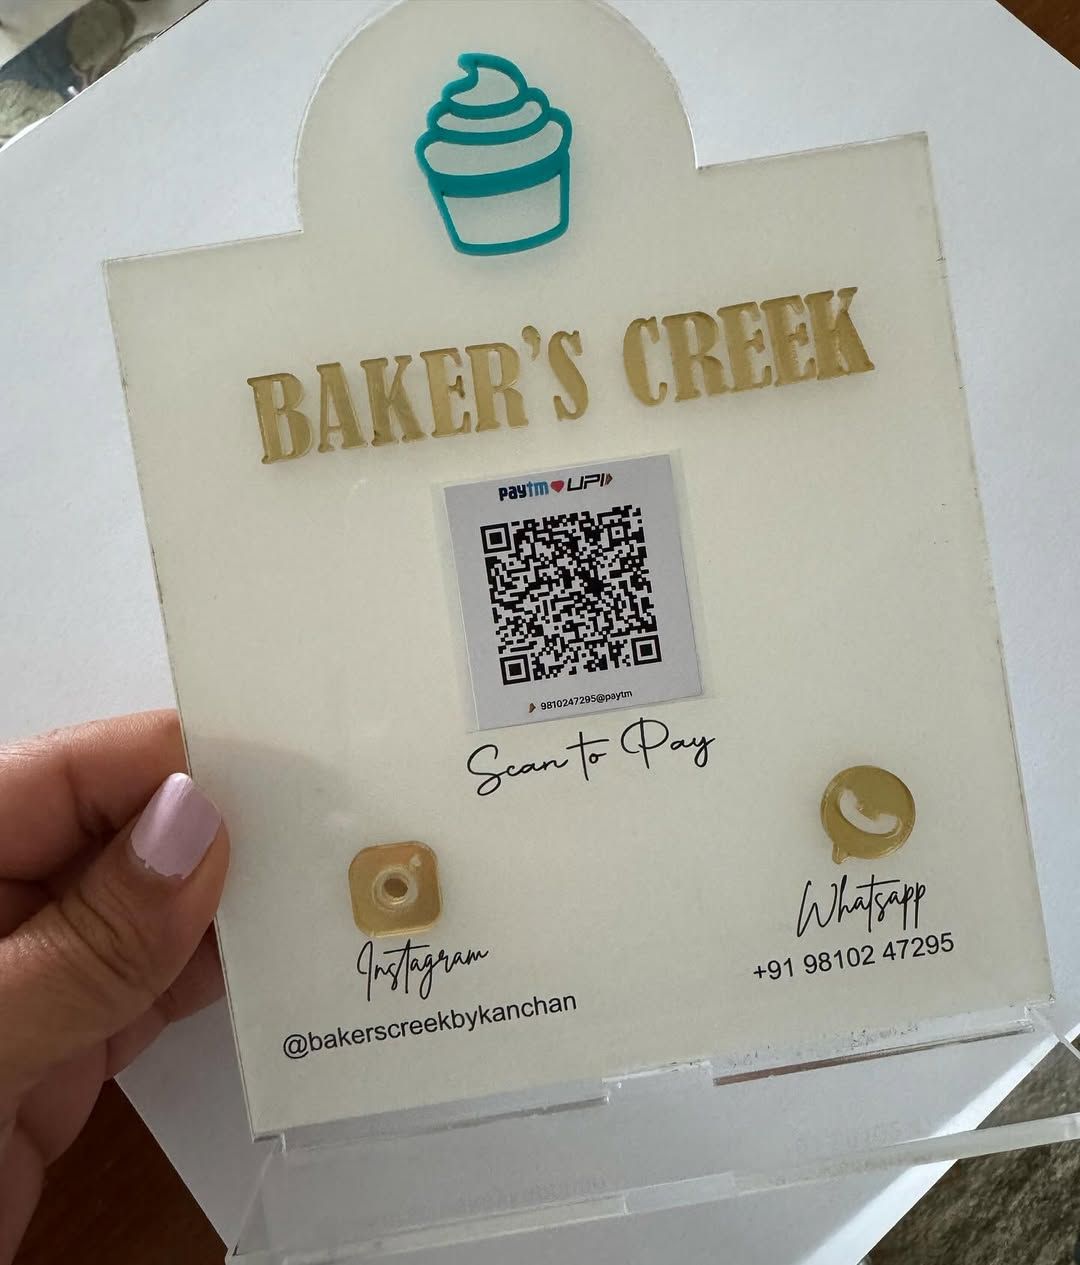 BAKER'S CREEK
paytm UPI
9810247295@paytm
Scan to Pay
Instagram
@bakerscreekbykanchan
Whatsapp
+91 98102 47295